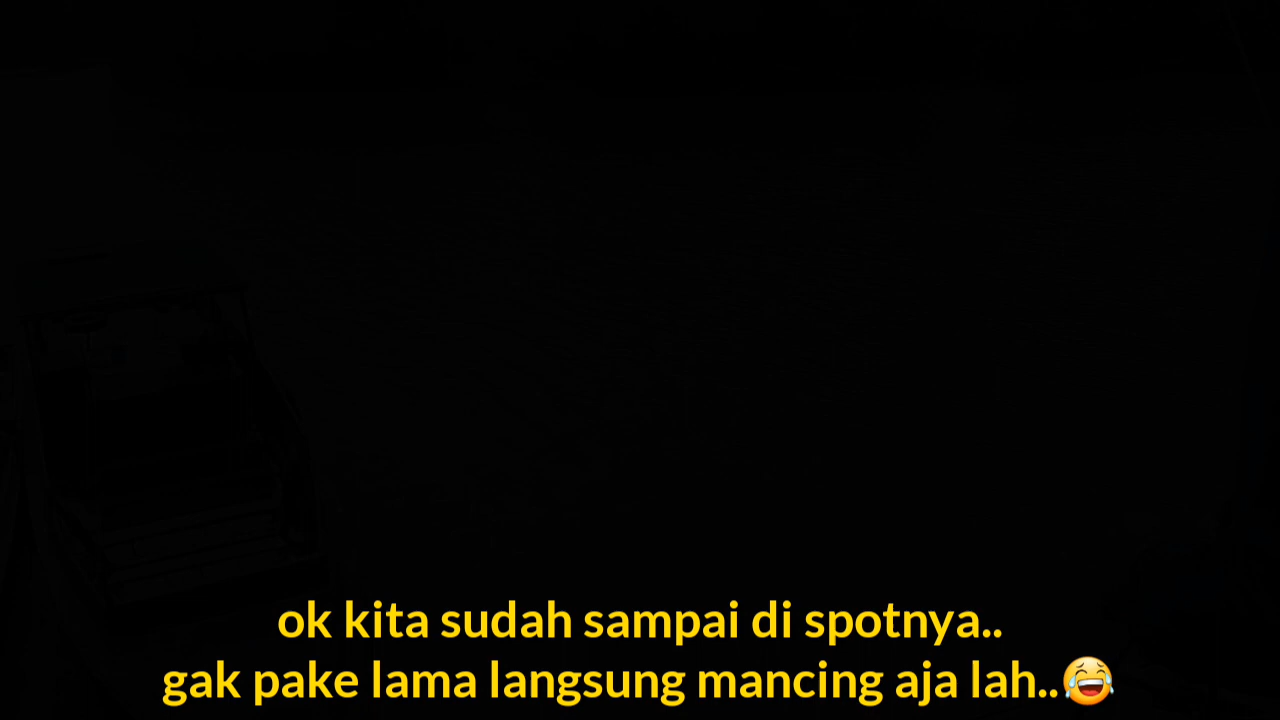 ok kita sudah sampai di spotnya..
gak pake lama langsung mancing aja lah..😂